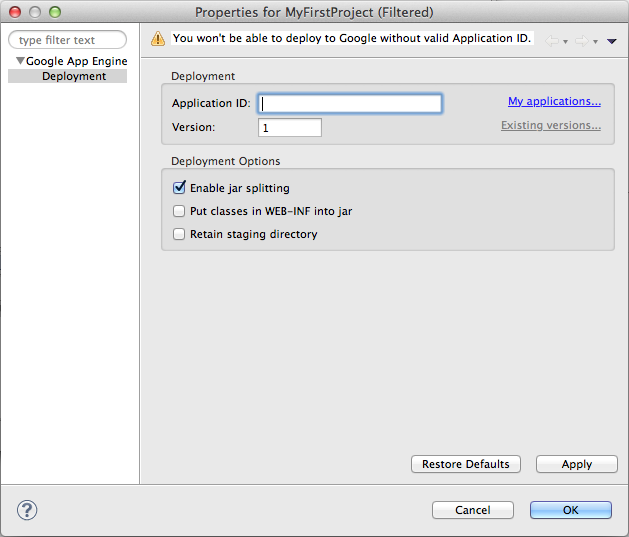 Properties for MyFirstProject (Filtered)
type filter text
Google App Engine
Deployment
You won't be able to deploy to Google without valid Application ID.
Deployment
Application ID:
My applications...
Version: 1
Existing versions...
Deployment Options
Enable jar splitting
Put classes in WEB-INF into jar
Retain staging directory
Restore Defaults
Apply
?
Cancel
OK